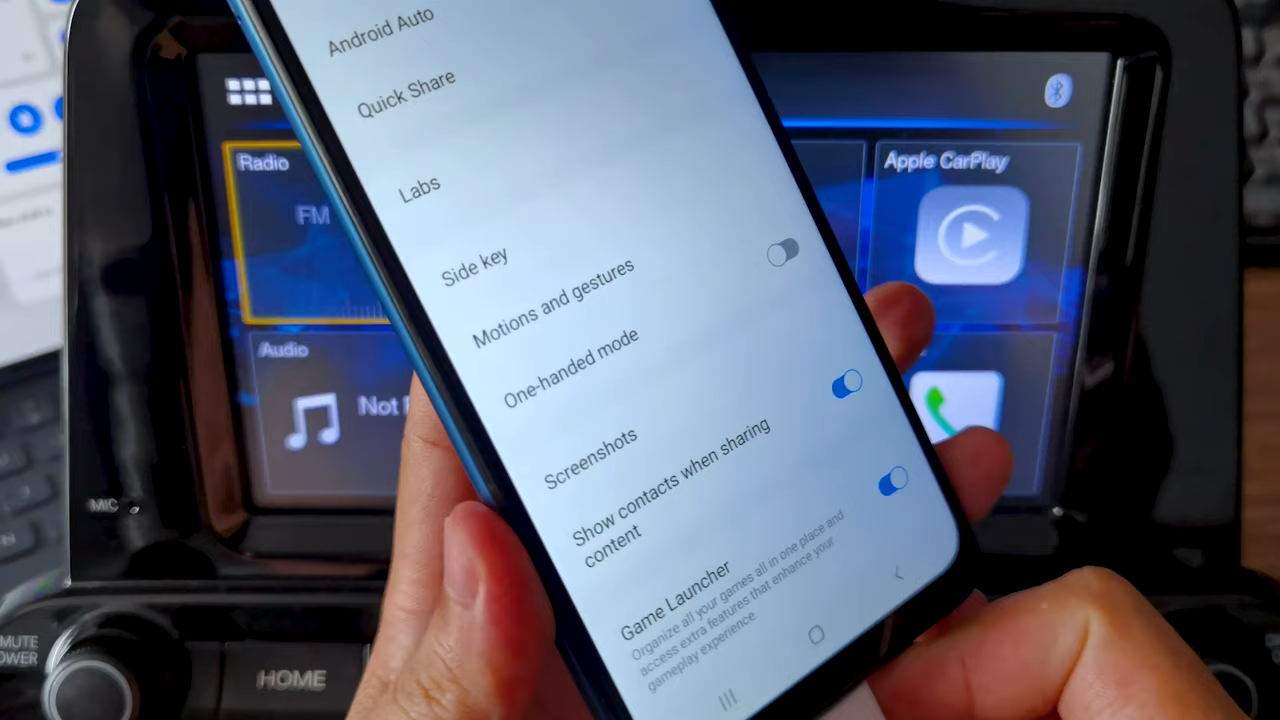 Android Auto
Quick Share
Labs
Side key
Motions and gestures
One-handed mode
Screenshots
Show contacts when sharing
content
Game Launcher
Organize all your games all in one place and
access extra features that enhance your
gameplay experience.
Radio
FM
Audio
Not
Apple CarPlay
MIC
MUTE
HOME